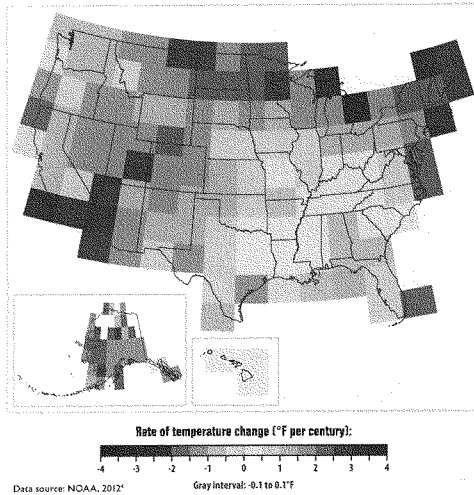 Rate of temperature change (°F per century):
-4 -3 -2 -1 0 1 2 3 4
Gray interval: -0.1 to 0.1°F
Data source: NOAA, 2012⁴